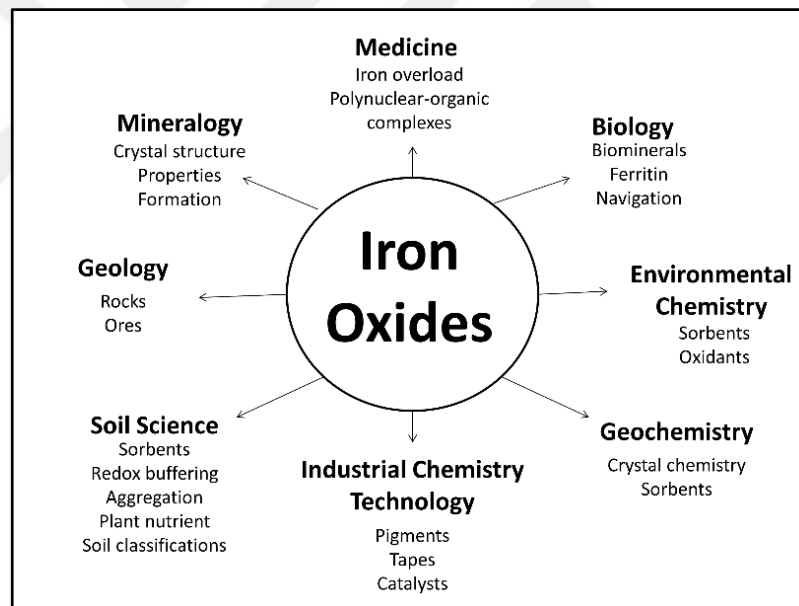 Medicine
Iron overload
Polynuclear-organic
complexes
Mineralogy
Crystal structure
Properties
Formation
Biology
Biominerals
Ferritin
Navigation
Iron
Oxides
Geology
Rocks
Ores
Environmental
Chemistry
Sorbents
Oxidants
Soil Science
Sorbents
Redox buffering
Aggregation
Plant nutrient
Soil classifications
Industrial Chemistry
Technology
Pigments
Tapes
Catalysts
Geochemistry
Crystal chemistry
Sorbents